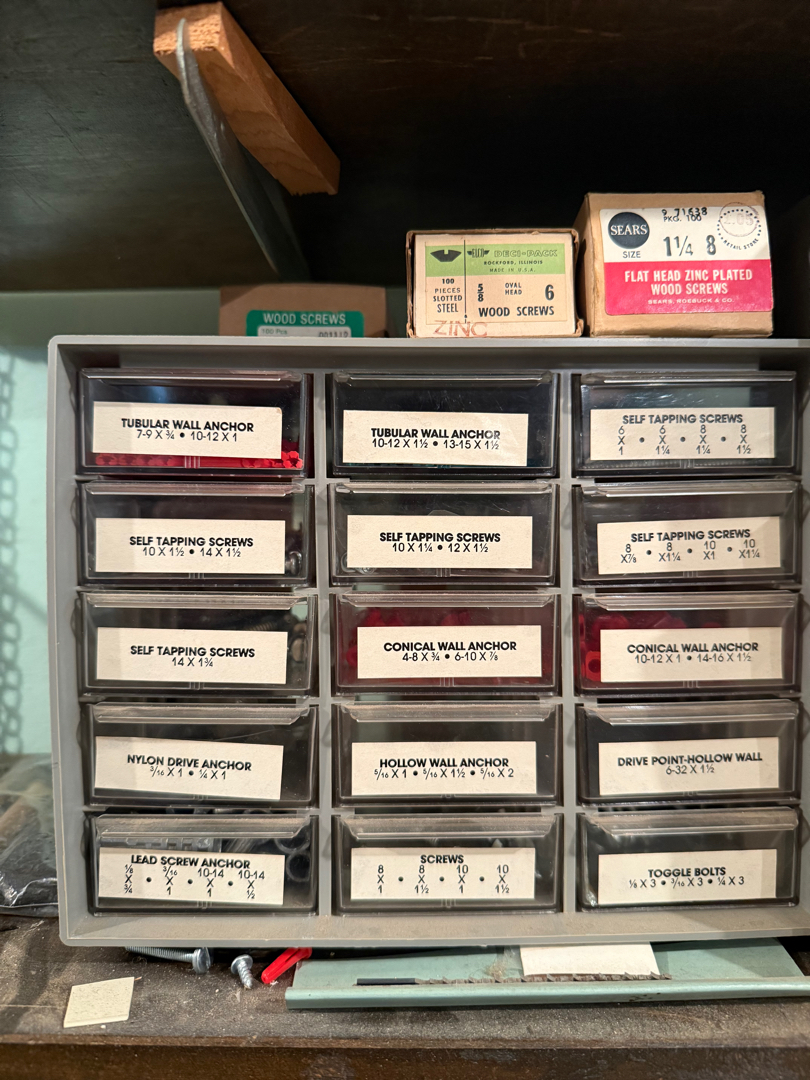 DECI-PACK
ROCKFORD, ILLINOIS
MADE IN U.S.A.
100
PIECES
SLOTTED
STEEL
5/8
OVAL
HEAD
6
WOOD SCREWS
ZINC
9 71638
PKG. 100
SEARS
SIZE
1¼ 8
RETAIL STORE
FLAT HEAD ZINC PLATED
WOOD SCREWS
SEARS, ROEBUCK & CO.
WOOD SCREWS
100 Pcs
TUBULAR WALL ANCHOR
7-9 X ¾ • 10-12 X 1
TUBULAR WALL ANCHOR
10-12 X 1½ • 13-15 X 1½
SELF TAPPING SCREWS
6 6 8 8
X • X • X • X
1 1¼ 1¼ 1½
SELF TAPPING SCREWS
10 X 1½ • 14 X 1½
SELF TAPPING SCREWS
10 X 1¼ • 12 X 1½
SELF TAPPING SCREWS
8 • 8 • 10 • 10
X⅞ X1¼ X1 X1¼
SELF TAPPING SCREWS
14 X 1¾
CONICAL WALL ANCHOR
4-8 X ¾ • 6-10 X ⅞
CONICAL WALL ANCHOR
10-12 X 1 • 14-16 X 1½
NYLON DRIVE ANCHOR
3/16 X 1 • ¼ X 1
HOLLOW WALL ANCHOR
5/16 X 1 • 5/16 X 1½ • 5/16 X 2
DRIVE POINT-HOLLOW WALL
6-32 X 1½
LEAD SCREW ANCHOR
⅛ 3/16 10-14 10-14
X • X • X • X
¾ 1 1 ½
SCREWS
8 8 10 10
X • X • X • X
1 1½ 1 1½
TOGGLE BOLTS
⅛ X 3 • 3/16 X 3 • ¼ X 3